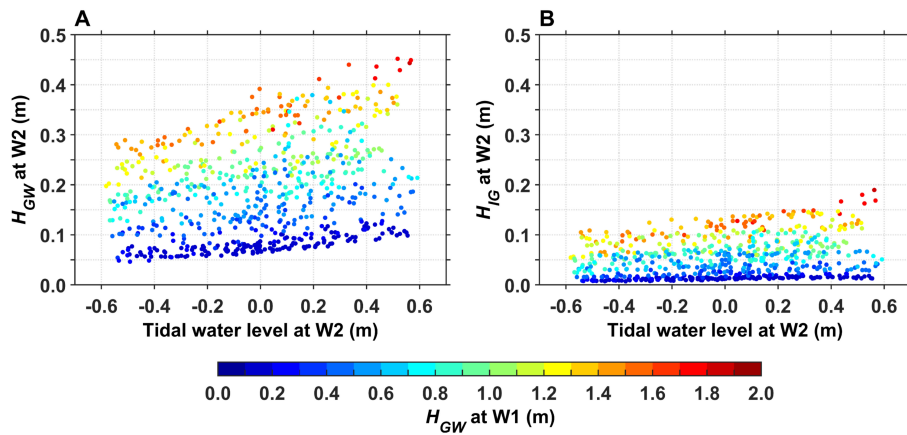 A
0.5
0.4
0.3
0.2
0.1
0.0
H_GW at W2 (m)
-0.6 -0.4 -0.2 0.0 0.2 0.4 0.6
Tidal water level at W2 (m)
B
0.5
0.4
0.3
0.2
0.1
0.0
H_IG at W2 (m)
-0.6 -0.4 -0.2 0.0 0.2 0.4 0.6
Tidal water level at W2 (m)
0.0 0.2 0.4 0.6 0.8 1.0 1.2 1.4 1.6 1.8 2.0
H_GW at W1 (m)